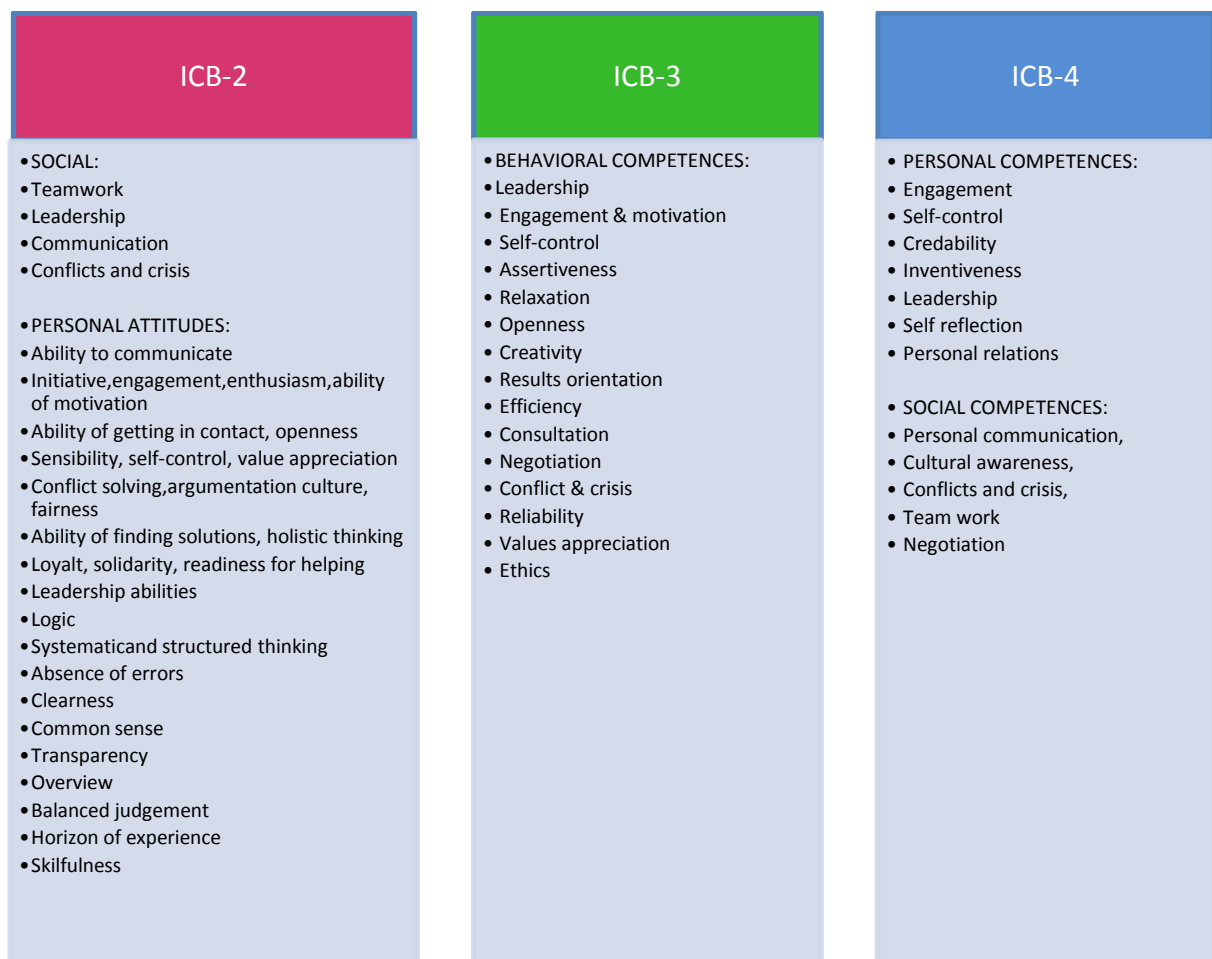 ICB-2
•SOCIAL:
•Teamwork
•Leadership
•Communication
•Conflicts and crisis
•PERSONAL ATTITUDES:
•Ability to communicate
•Initiative,engagement,enthusiasm,ability
of motivation
•Ability of getting in contact, openness
•Sensibility, self-control, value appreciation
•Conflict solving,argumentation culture,
fairness
•Ability of finding solutions, holistic thinking
•Loyalt, solidarity, readiness for helping
•Leadership abilities
•Logic
•Systematicand structured thinking
•Absence of errors
•Clearness
•Common sense
•Transparency
•Overview
•Balanced judgement
•Horizon of experience
•Skilfulness
ICB-3
•BEHAVIORAL COMPETENCES:
•Leadership
• Engagement & motivation
• Self-control
• Assertiveness
• Relaxation
• Openness
• Creativity
• Results orientation
• Efficiency
• Consultation
• Negotiation
• Conflict & crisis
• Reliability
• Values appreciation
• Ethics
ICB-4
• PERSONAL COMPETENCES:
• Engagement
• Self-control
• Credability
• Inventiveness
• Leadership
• Self reflection
• Personal relations
• SOCIAL COMPETENCES:
• Personal communication,
• Cultural awareness,
• Conflicts and crisis,
• Team work
• Negotiation